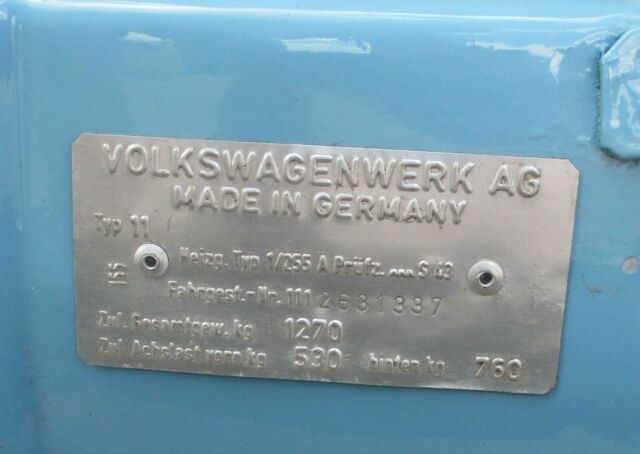 VOLKSWAGENWERK AG
MADE IN GERMANY
Typ 11
Heizg. Typ 1/255 A Prüfz. ... S 43
155
Fahrgest.-Nr. 111 2631337
Zul. Gesamtgew. kg 1270
Zul. Achslast vorn kg 530 hinten kg 760